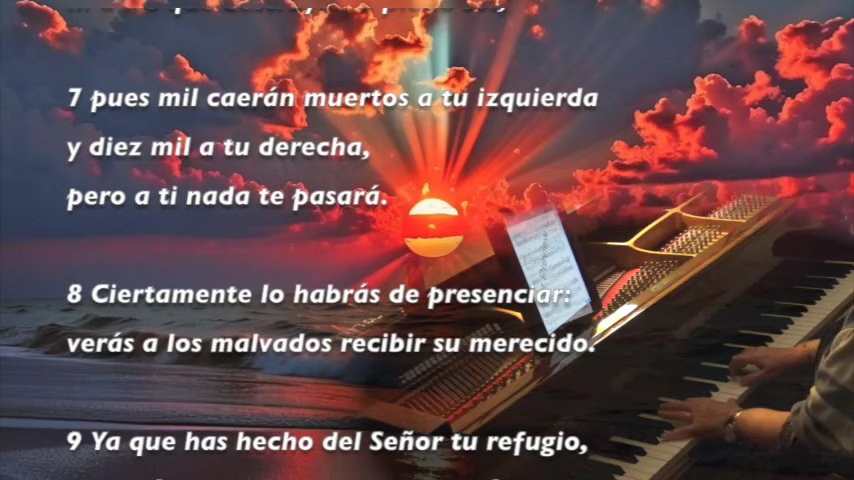 7 pues mil caerán muertos a tu izquierda
y diez mil a tu derecha,
pero a ti nada te pasará.
8 Ciertamente lo habrás de presenciar:
verás a los malvados recibir su merecido.
9 Ya que has hecho del Señor tu refugio,